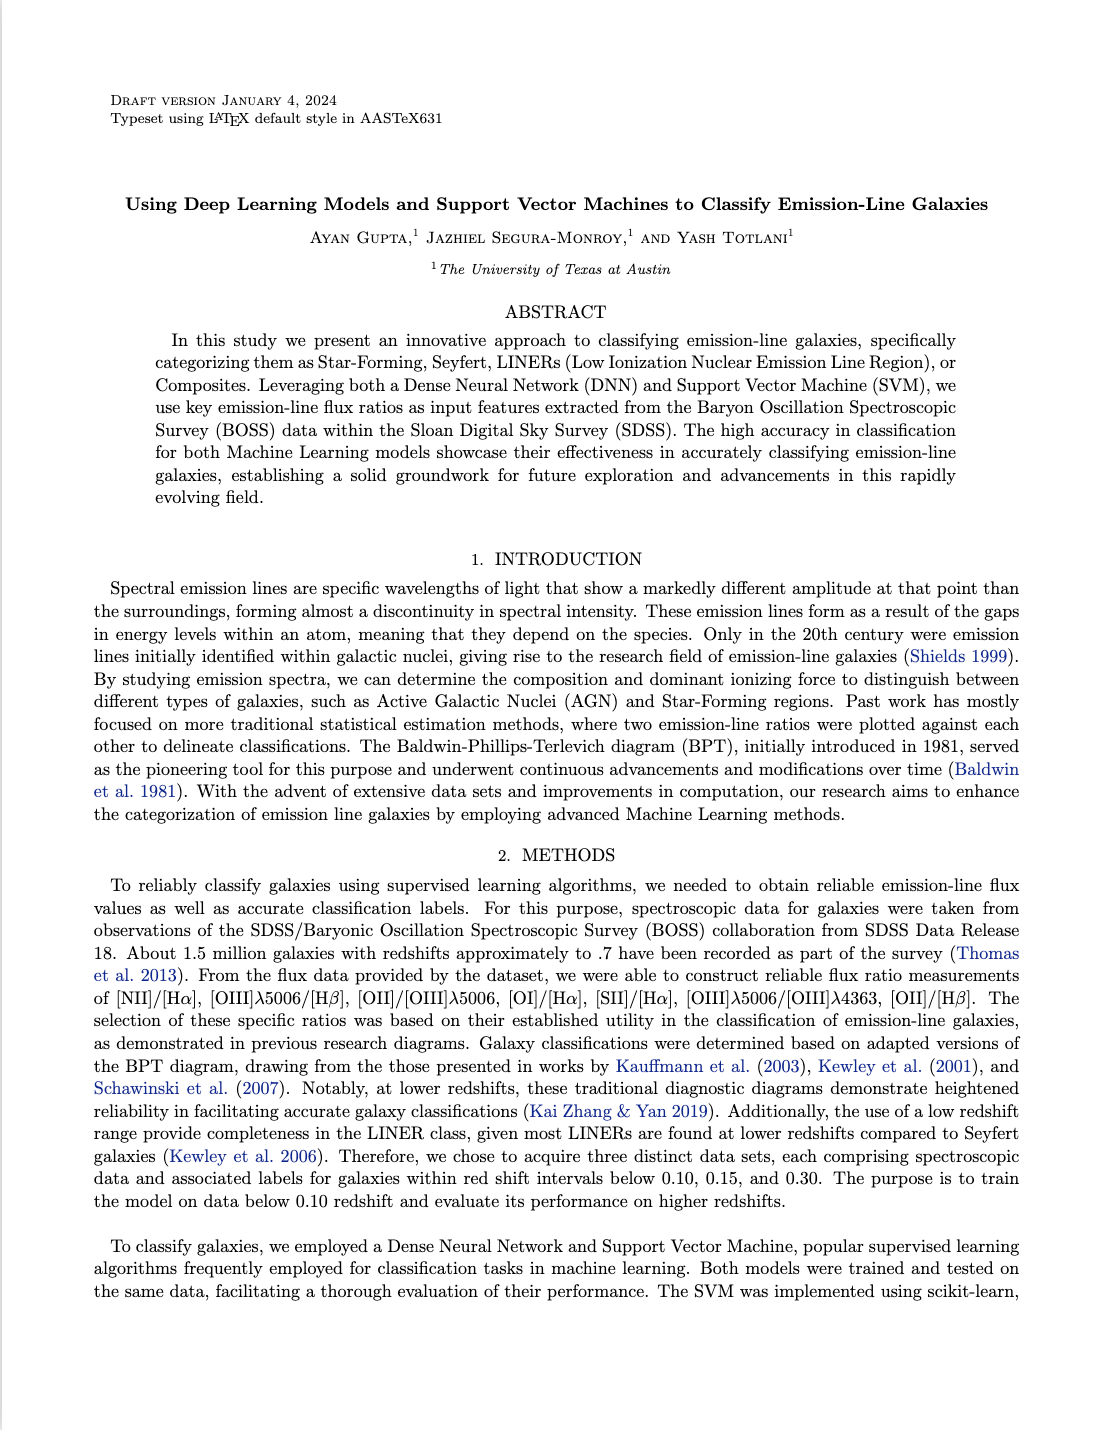 Draft version January 4, 2024
Typeset using LATEX default style in AASTeX631
Using Deep Learning Models and Support Vector Machines to Classify Emission-Line Galaxies
Ayan Gupta,1 Jazhiel Segura-Monroy,1 and Yash Totlani1
1 The University of Texas at Austin
ABSTRACT
In this study we present an innovative approach to classifying emission-line galaxies, specifically
categorizing them as Star-Forming, Seyfert, LINERs (Low Ionization Nuclear Emission Line Region), or
Composites. Leveraging both a Dense Neural Network (DNN) and Support Vector Machine (SVM), we
use key emission-line flux ratios as input features extracted from the Baryon Oscillation Spectroscopic
Survey (BOSS) data within the Sloan Digital Sky Survey (SDSS). The high accuracy in classification
for both Machine Learning models showcase their effectiveness in accurately classifying emission-line
galaxies, establishing a solid groundwork for future exploration and advancements in this rapidly
evolving field.
1. INTRODUCTION
Spectral emission lines are specific wavelengths of light that show a markedly different amplitude at that point than
the surroundings, forming almost a discontinuity in spectral intensity. These emission lines form as a result of the gaps
in energy levels within an atom, meaning that they depend on the species. Only in the 20th century were emission
lines initially identified within galactic nuclei, giving rise to the research field of emission-line galaxies (Shields 1999).
By studying emission spectra, we can determine the composition and dominant ionizing force to distinguish between
different types of galaxies, such as Active Galactic Nuclei (AGN) and Star-Forming regions. Past work has mostly
focused on more traditional statistical estimation methods, where two emission-line ratios were plotted against each
other to delineate classifications. The Baldwin-Phillips-Terlevich diagram (BPT), initially introduced in 1981, served
as the pioneering tool for this purpose and underwent continuous advancements and modifications over time (Baldwin
et al. 1981). With the advent of extensive data sets and improvements in computation, our research aims to enhance
the categorization of emission line galaxies by employing advanced Machine Learning methods.
2. METHODS
To reliably classify galaxies using supervised learning algorithms, we needed to obtain reliable emission-line flux
values as well as accurate classification labels. For this purpose, spectroscopic data for galaxies were taken from
observations of the SDSS/Baryonic Oscillation Spectroscopic Survey (BOSS) collaboration from SDSS Data Release
18. About 1.5 million galaxies with redshifts approximately to .7 have been recorded as part of the survey (Thomas
et al. 2013). From the flux data provided by the dataset, we were able to construct reliable flux ratio measurements
of [NII]/[Hα], [OIII]λ5006/[Hβ], [OII]/[OIII]λ5006, [OI]/[Hα], [SII]/[Hα], [OIII]λ5006/[OIII]λ4363, [OII]/[Hβ]. The
selection of these specific ratios was based on their established utility in the classification of emission-line galaxies,
as demonstrated in previous research diagrams. Galaxy classifications were determined based on adapted versions of
the BPT diagram, drawing from the those presented in works by Kauffmann et al. (2003), Kewley et al. (2001), and
Schawinski et al. (2007). Notably, at lower redshifts, these traditional diagnostic diagrams demonstrate heightened
reliability in facilitating accurate galaxy classifications (Kai Zhang & Yan 2019). Additionally, the use of a low redshift
range provide completeness in the LINER class, given most LINERs are found at lower redshifts compared to Seyfert
galaxies (Kewley et al. 2006). Therefore, we chose to acquire three distinct data sets, each comprising spectroscopic
data and associated labels for galaxies within red shift intervals below 0.10, 0.15, and 0.30. The purpose is to train
the model on data below 0.10 redshift and evaluate its performance on higher redshifts.
To classify galaxies, we employed a Dense Neural Network and Support Vector Machine, popular supervised learning
algorithms frequently employed for classification tasks in machine learning. Both models were trained and tested on
the same data, facilitating a thorough evaluation of their performance. The SVM was implemented using scikit-learn,